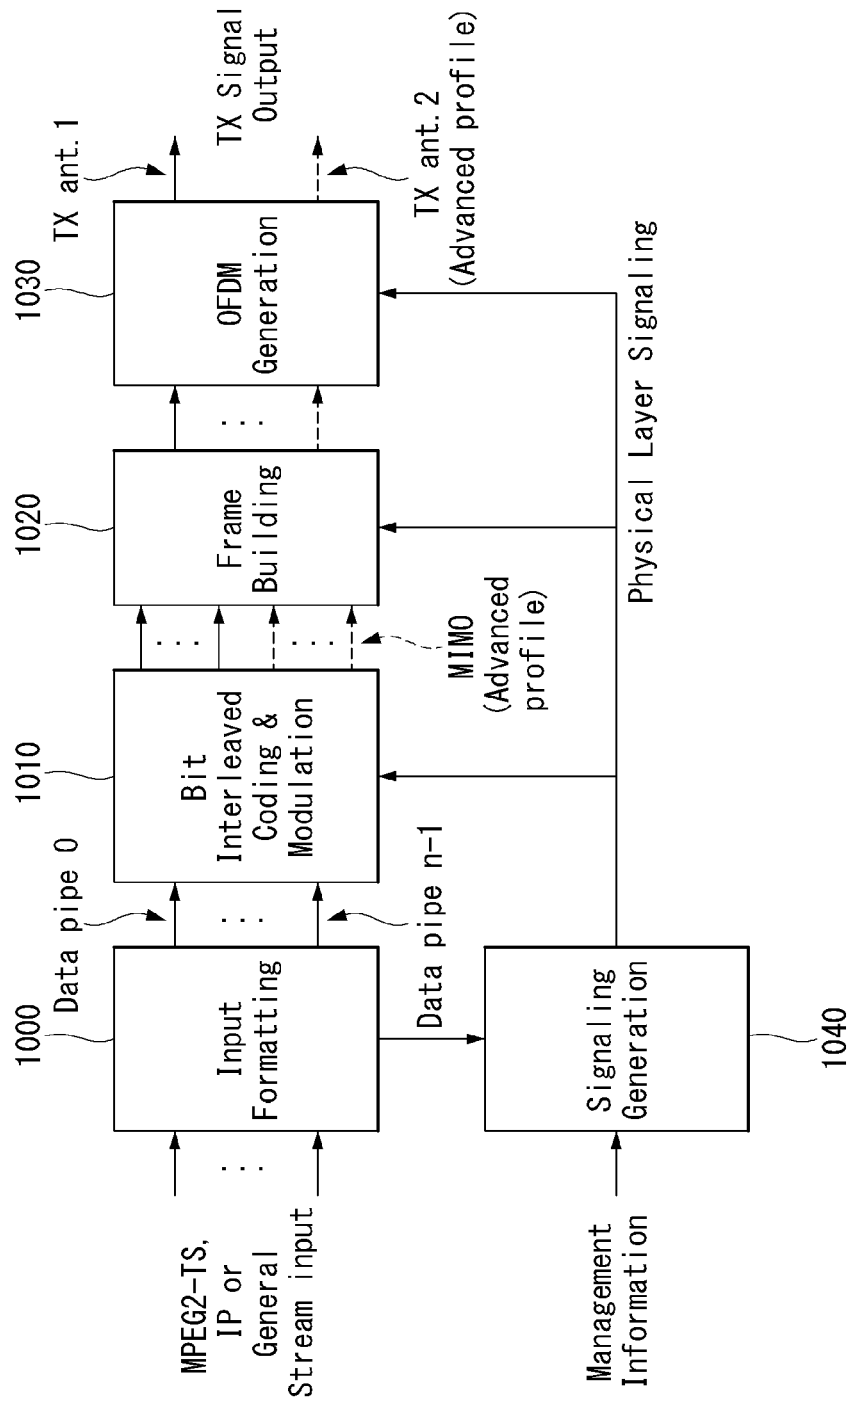 MPEG2-TS,
IP or
General
Stream input
...
1000
Input
Formatting
Data pipe 0
...
Data pipe n-1
1010
Bit
Interleaved
Coding &
Modulation
...
...
MIMO
(Advanced
profile)
1020
Frame
Building
...
1030
OFDM
Generation
TX ant.1
TX Signal
Output
TX ant.2
(Advanced profile)
Management
Information
Signaling
Generation
1040
Physical Layer Signaling